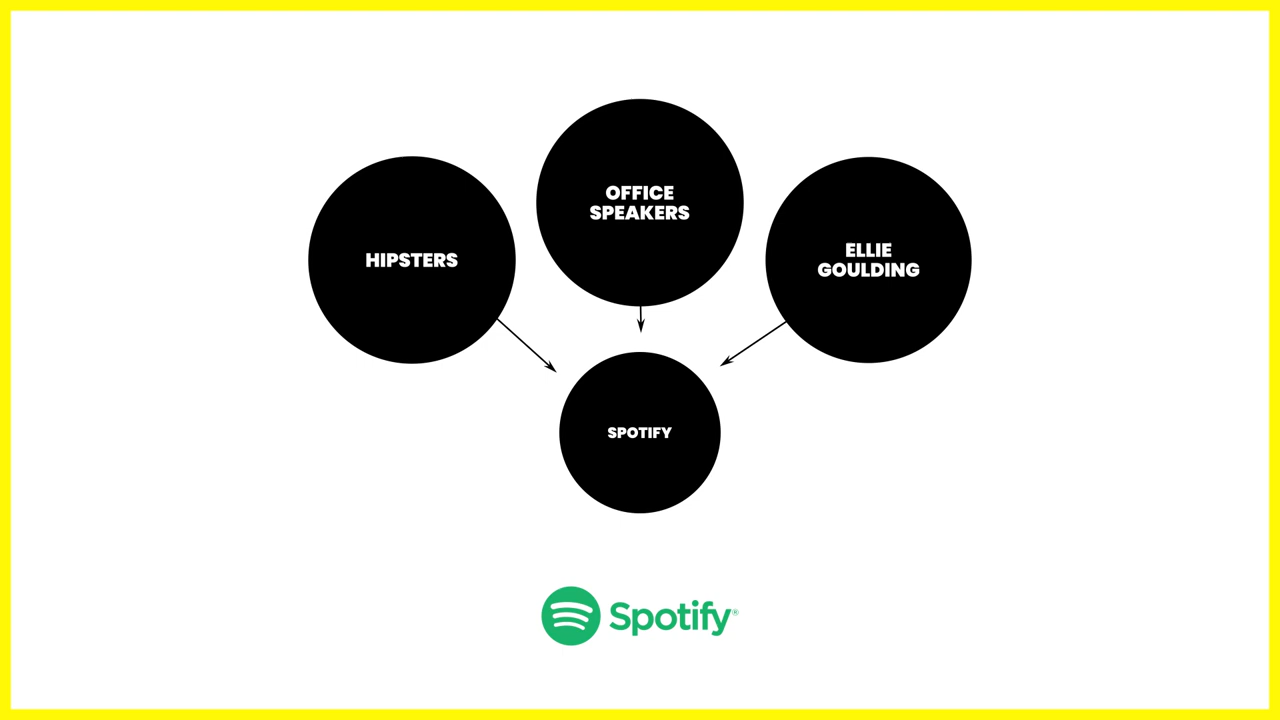 OFFICE
SPEAKERS
HIPSTERS
ELLIE
GOULDING
SPOTIFY
Spotify®